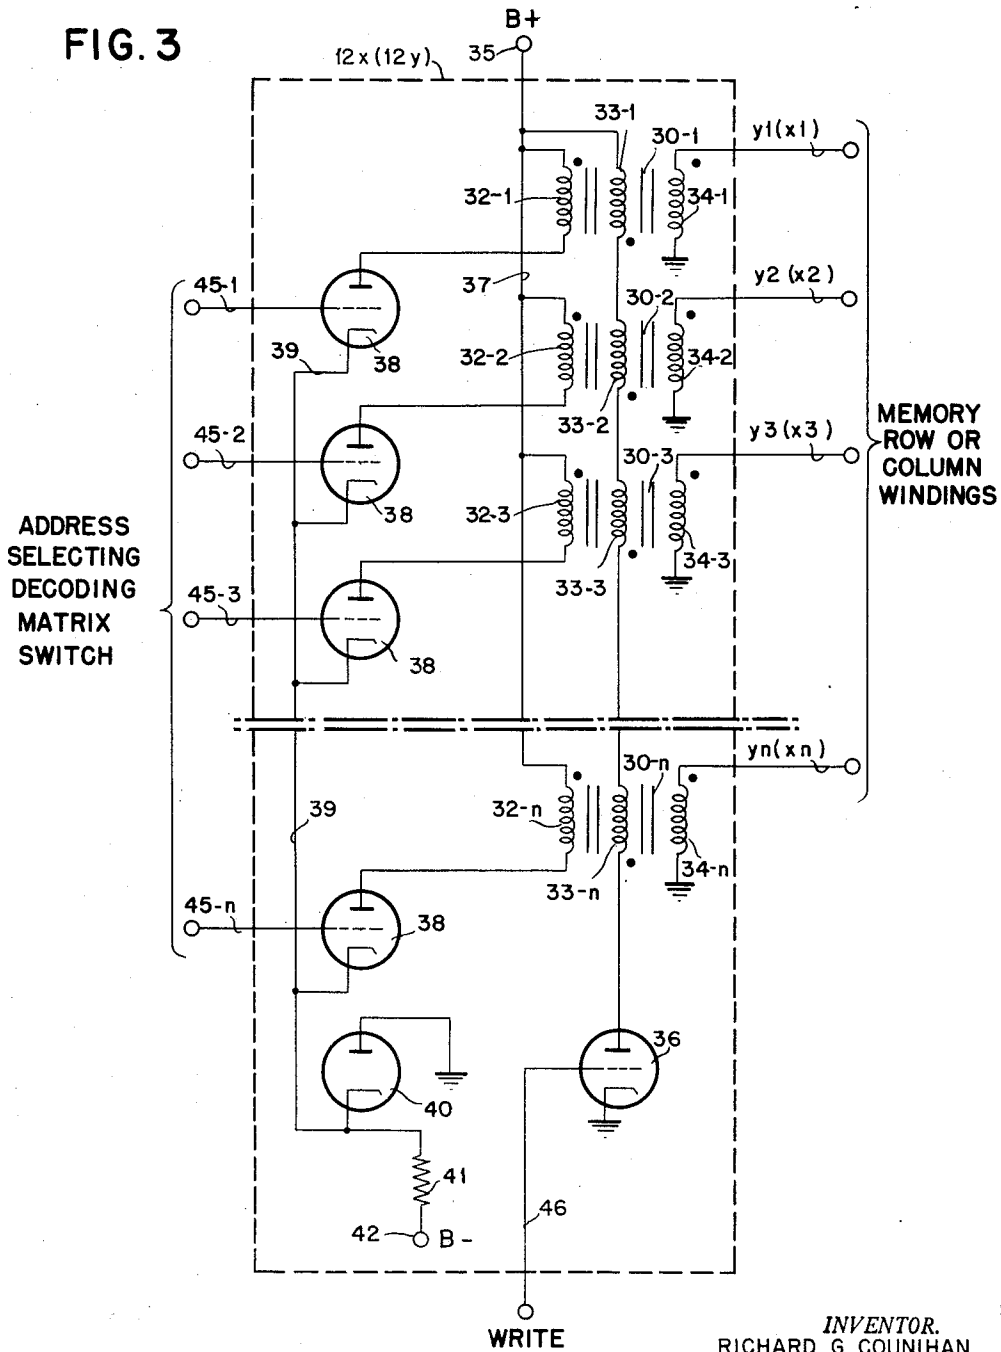 FIG. 3
B+
35
12x (12y)
33-1
30-1
y1(x1)
32-1
34-1
37
y2 (x2)
45-1
30-2
39
38
32-2
34-2
33-2
y3 (x3)
45-2
30-3
MEMORY
ROW OR
COLUMN
WINDINGS
38
32-3
34-3
33-3
ADDRESS
SELECTING
DECODING
MATRIX
SWITCH
45-3
38
yn(xn)
30-n
32-n
39
34-n
33-n
45-n
38
36
40
41
46
42
B-
WRITE
INVENTOR.
RICHARD G COUNIHAN